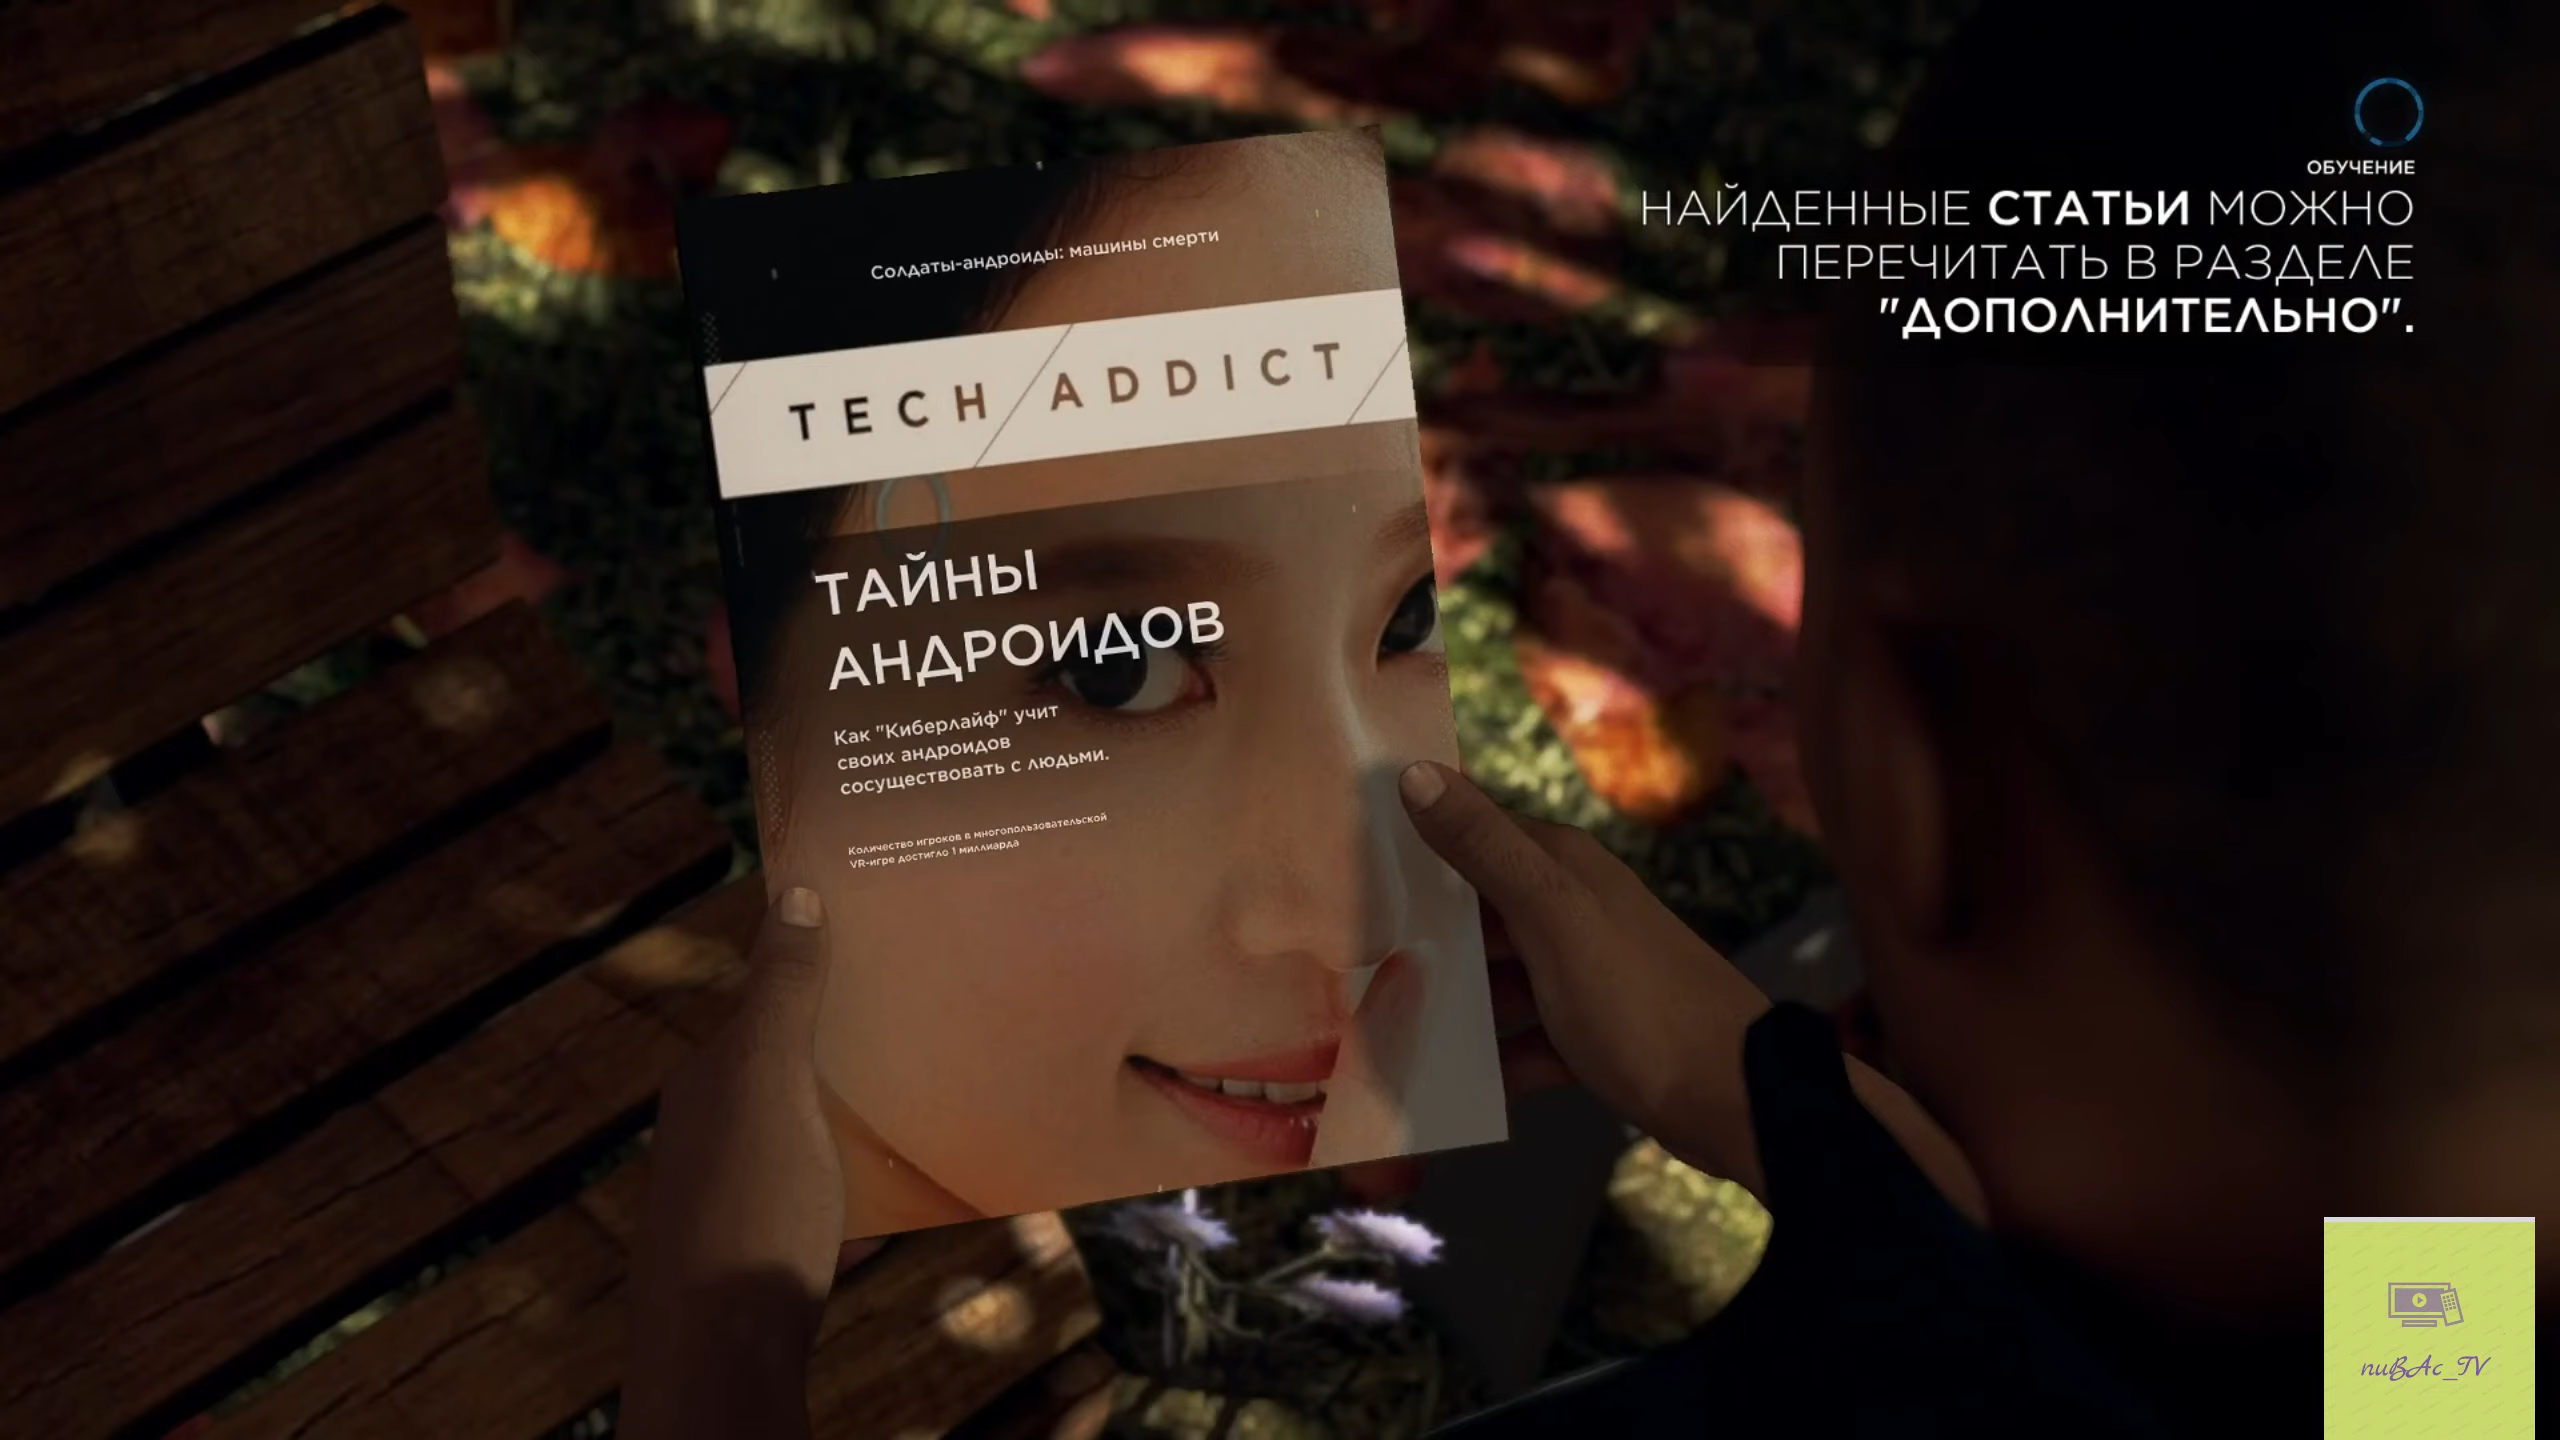 ОБУЧЕНИЕ
НАЙДЕННЫЕ СТАТЬИ МОЖНО
ПЕРЕЧИТАТЬ В РАЗДЕЛЕ
"ДОПОЛНИТЕЛЬНО".
Солдаты-андроиды: машины смерти
TECH ADDICT
ТАЙНЫ
АНДРОИДОВ
Как "Киберлайф" учит
своих андроидов
сосуществовать с людьми.
Количество игроков в многопользовательской
VR-игре достигло 1 миллиарда
пиВАс_TV